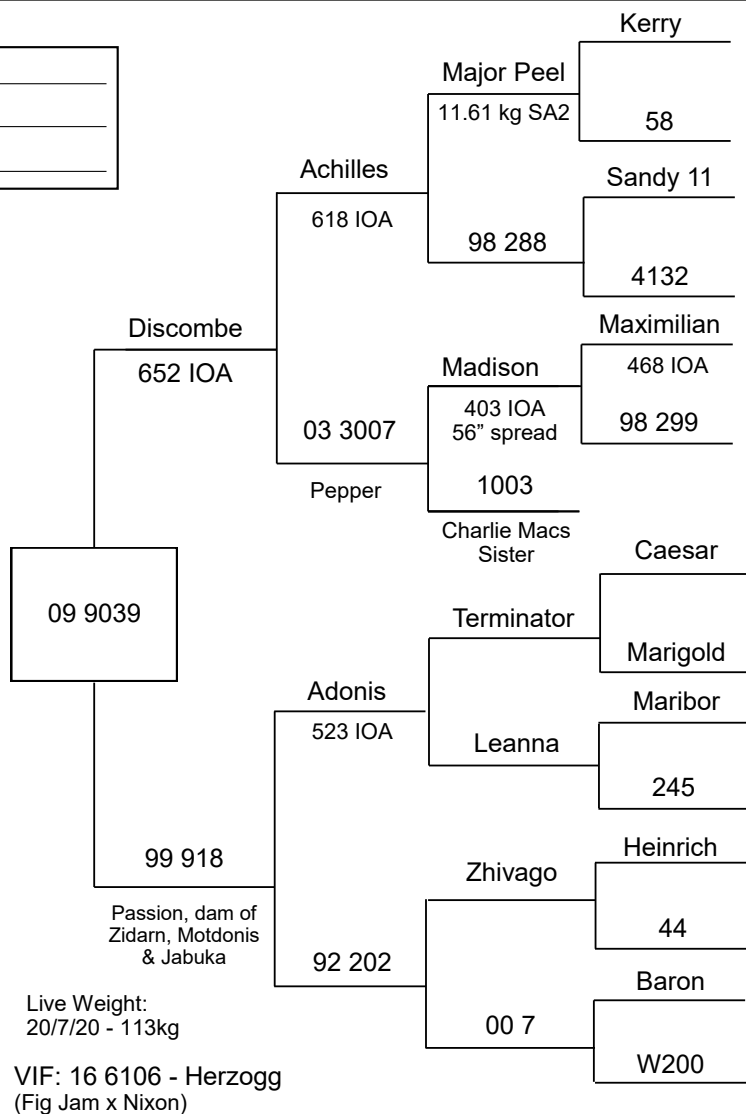 Kerry
Major Peel
11.61 kg SA2
58
Achilles
Sandy 11
618 IOA
98 288
4132
Discombe
Maximilian
652 IOA
Madison
468 IOA
403 IOA
56” spread
03 3007
98 299
Pepper
1003
Charlie Macs
Sister
Caesar
09 9039
Terminator
Marigold
Adonis
Maribor
523 IOA
Leanna
245
99 918
Heinrich
Zhivago
Passion, dam of
Zidarn, Motdonis
& Jabuka
44
92 202
Baron
Live Weight:
20/7/20 - 113kg
00 7
W200
VIF: 16 6106 - Herzogg
(Fig Jam x Nixon)